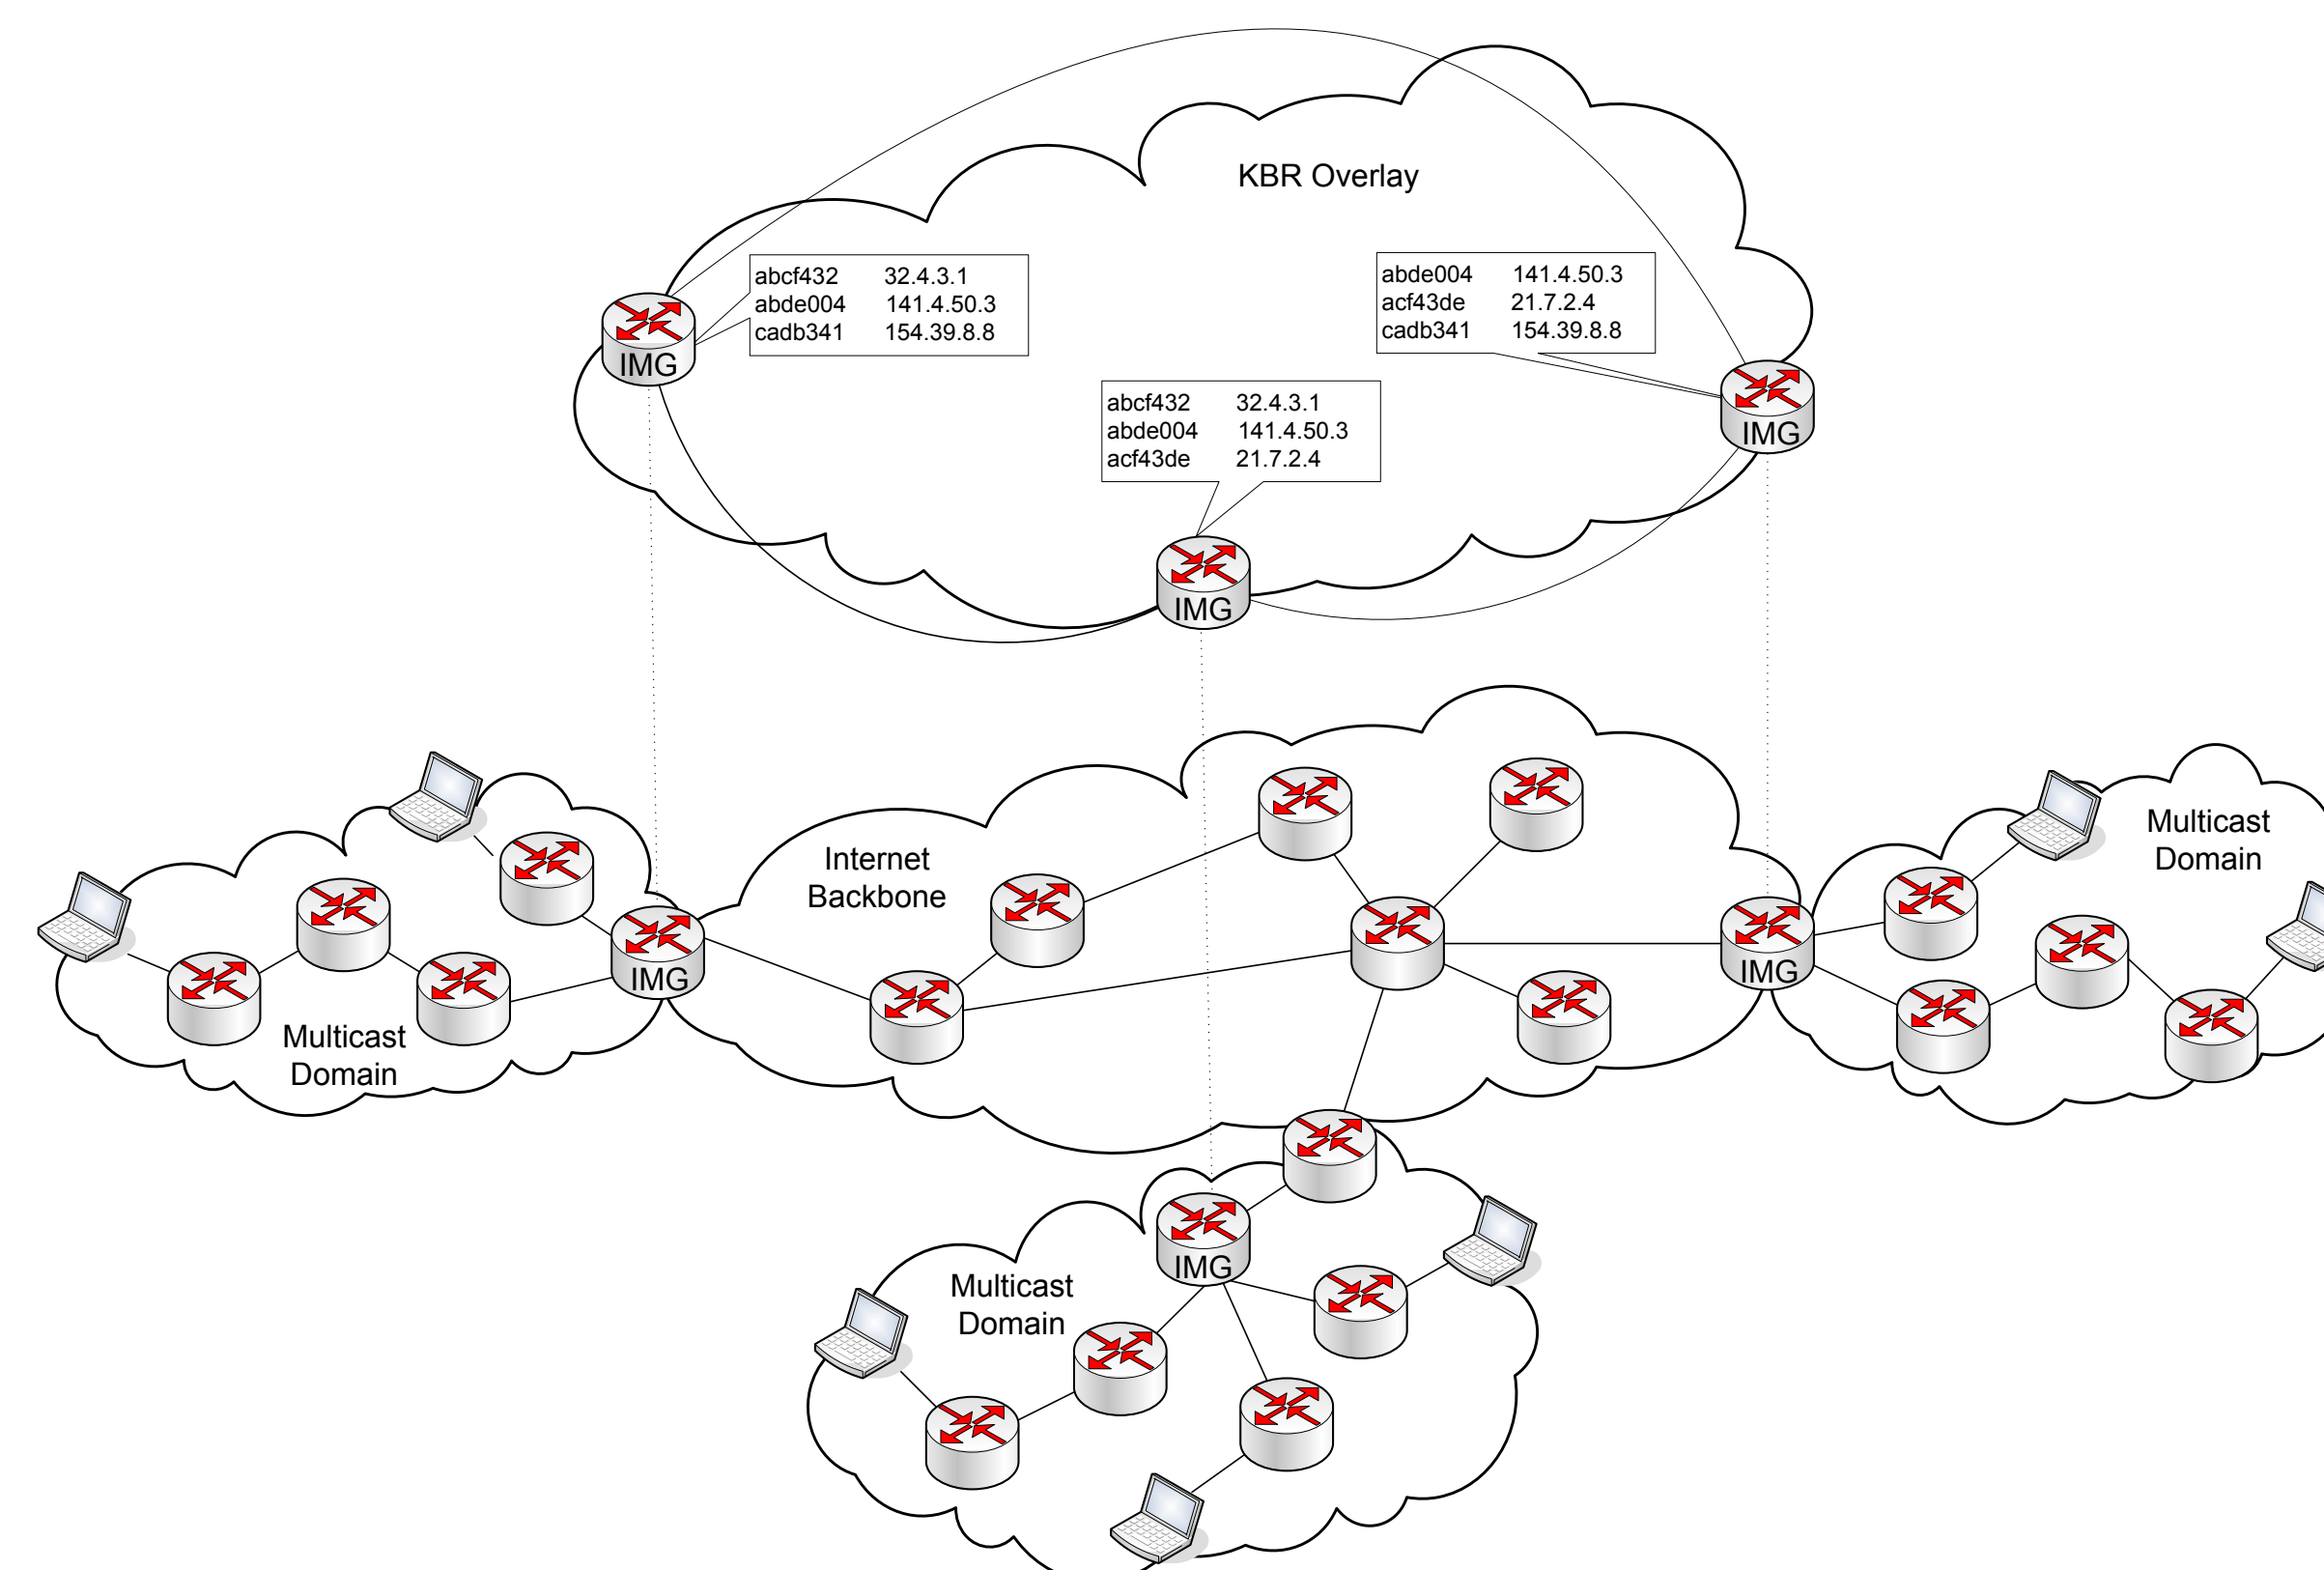 KBR Overlay
abcf432 32.4.3.1
abde004 141.4.50.3
cadb341 154.39.8.8
IMG
abde004 141.4.50.3
acf43de 21.7.2.4
cadb341 154.39.8.8
IMG
abcf432 32.4.3.1
abde004 141.4.50.3
acf43de 21.7.2.4
IMG
Internet
Backbone
Multicast
Domain
IMG
IMG
Multicast
Domain
IMG
Multicast
Domain